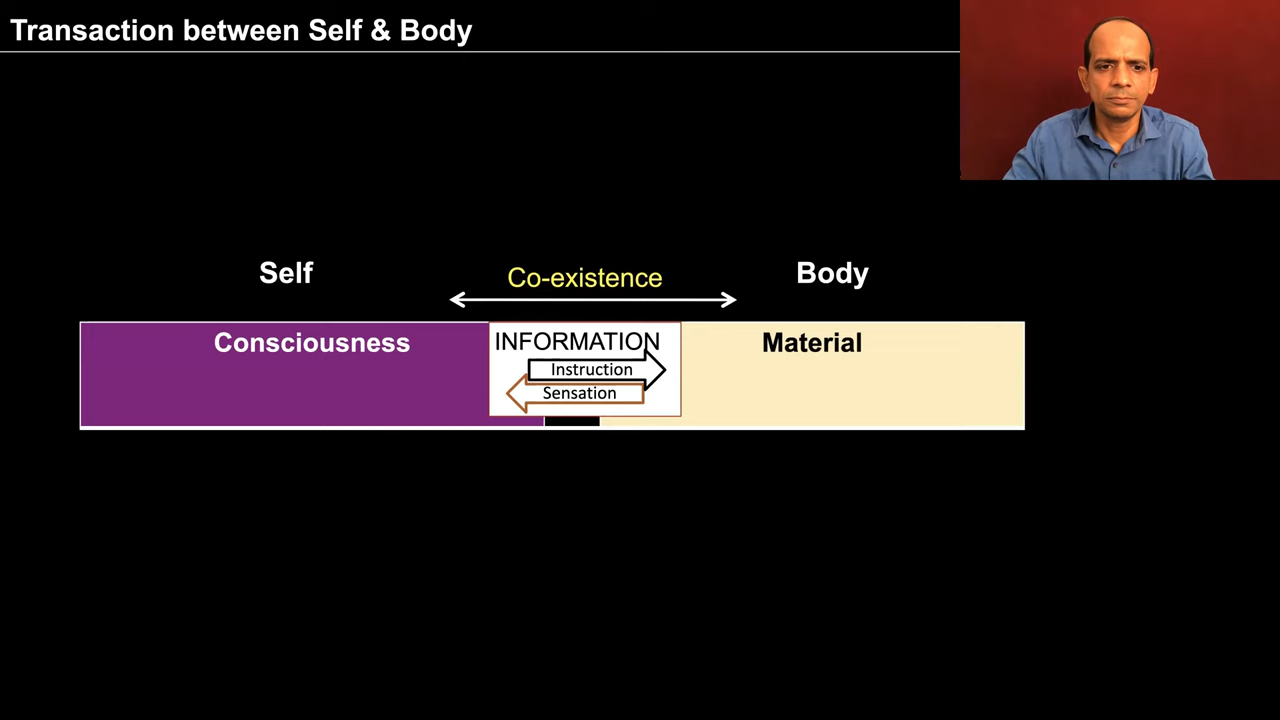 Transaction between Self & Body
Self
Co-existence
Body
Consciousness
INFORMATION
Material
Instruction
Sensation